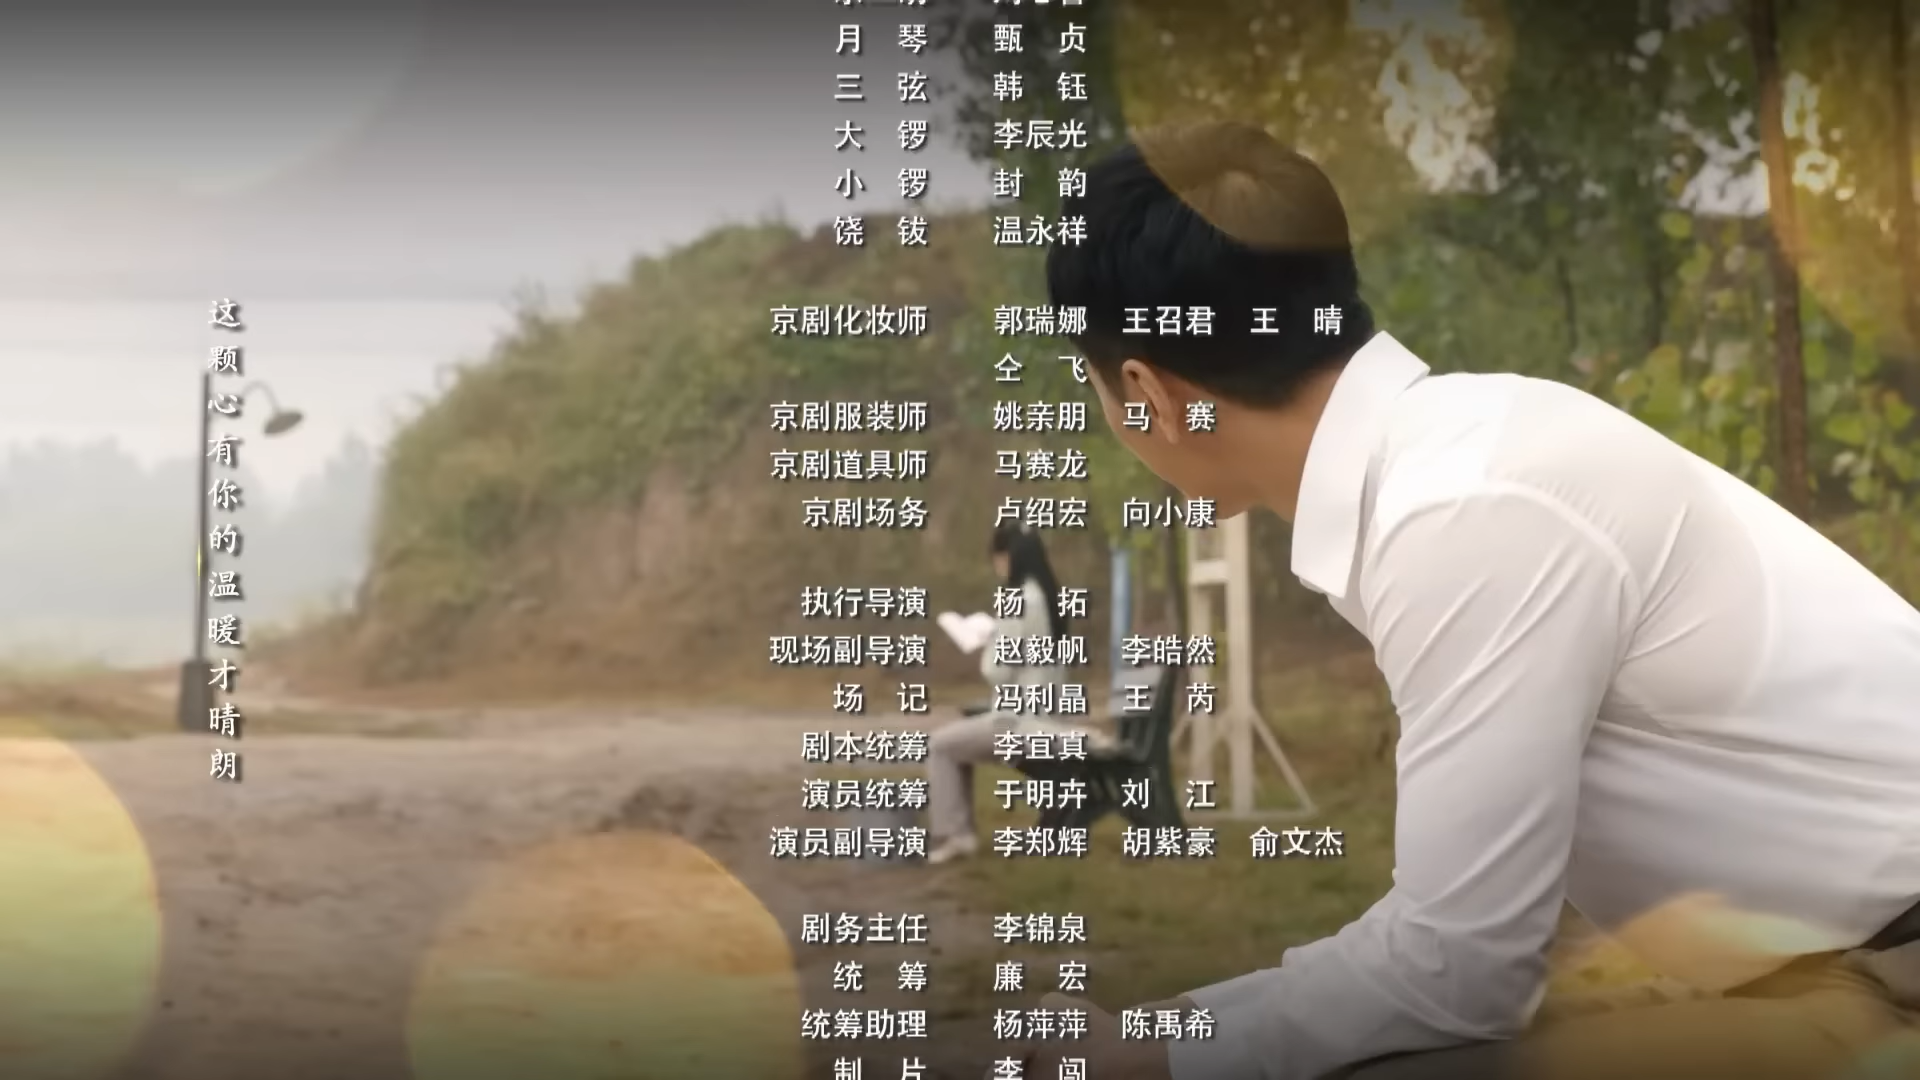 月琴 甄贞
三弦 韩钰
大锣 李辰光
小锣 封韵
饶钹 温永祥
京剧化妆师 郭瑞娜 王召君 王晴
仝飞
京剧服装师 姚亲朋 马赛
京剧道具师 马赛龙
京剧场务 卢绍宏 向小康
执行导演 杨拓
现场副导演 赵毅帆 李皓然
场记 冯利晶 王芮
剧本统筹 李宜真
演员统筹 于明卉 刘江
演员副导演 李郑辉 胡紫豪 俞文杰
剧务主任 李锦泉
统筹 廉宏
统筹助理 杨萍萍 陈禹希
制片 李闯
这颗心有你的温暖才晴朗